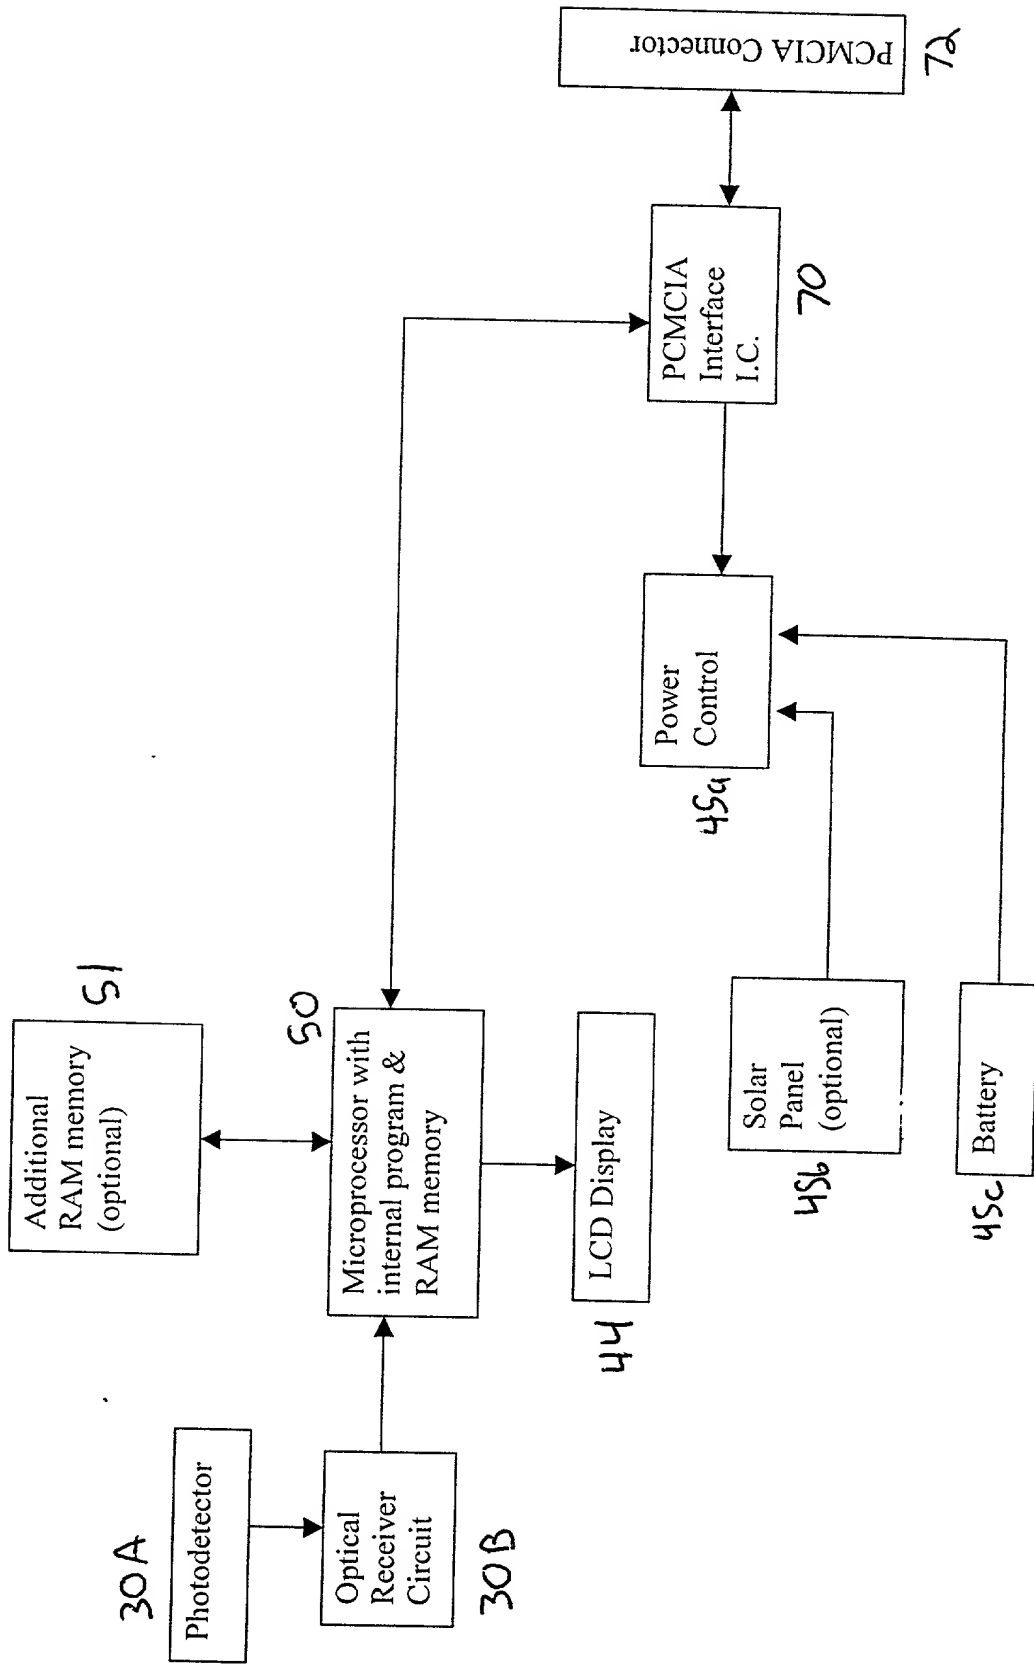 30A
Photodetector
Optical
Receiver
Circuit
30B
51
Additional
RAM memory
(optional)
50
Microprocessor with
internal program &
RAM memory
LCD Display
44
Power
Control
45a
Solar
Panel
(optional)
45b
Battery
45c
PCMCIA
Interface
I.C.
70
PCMCIA Connector
72